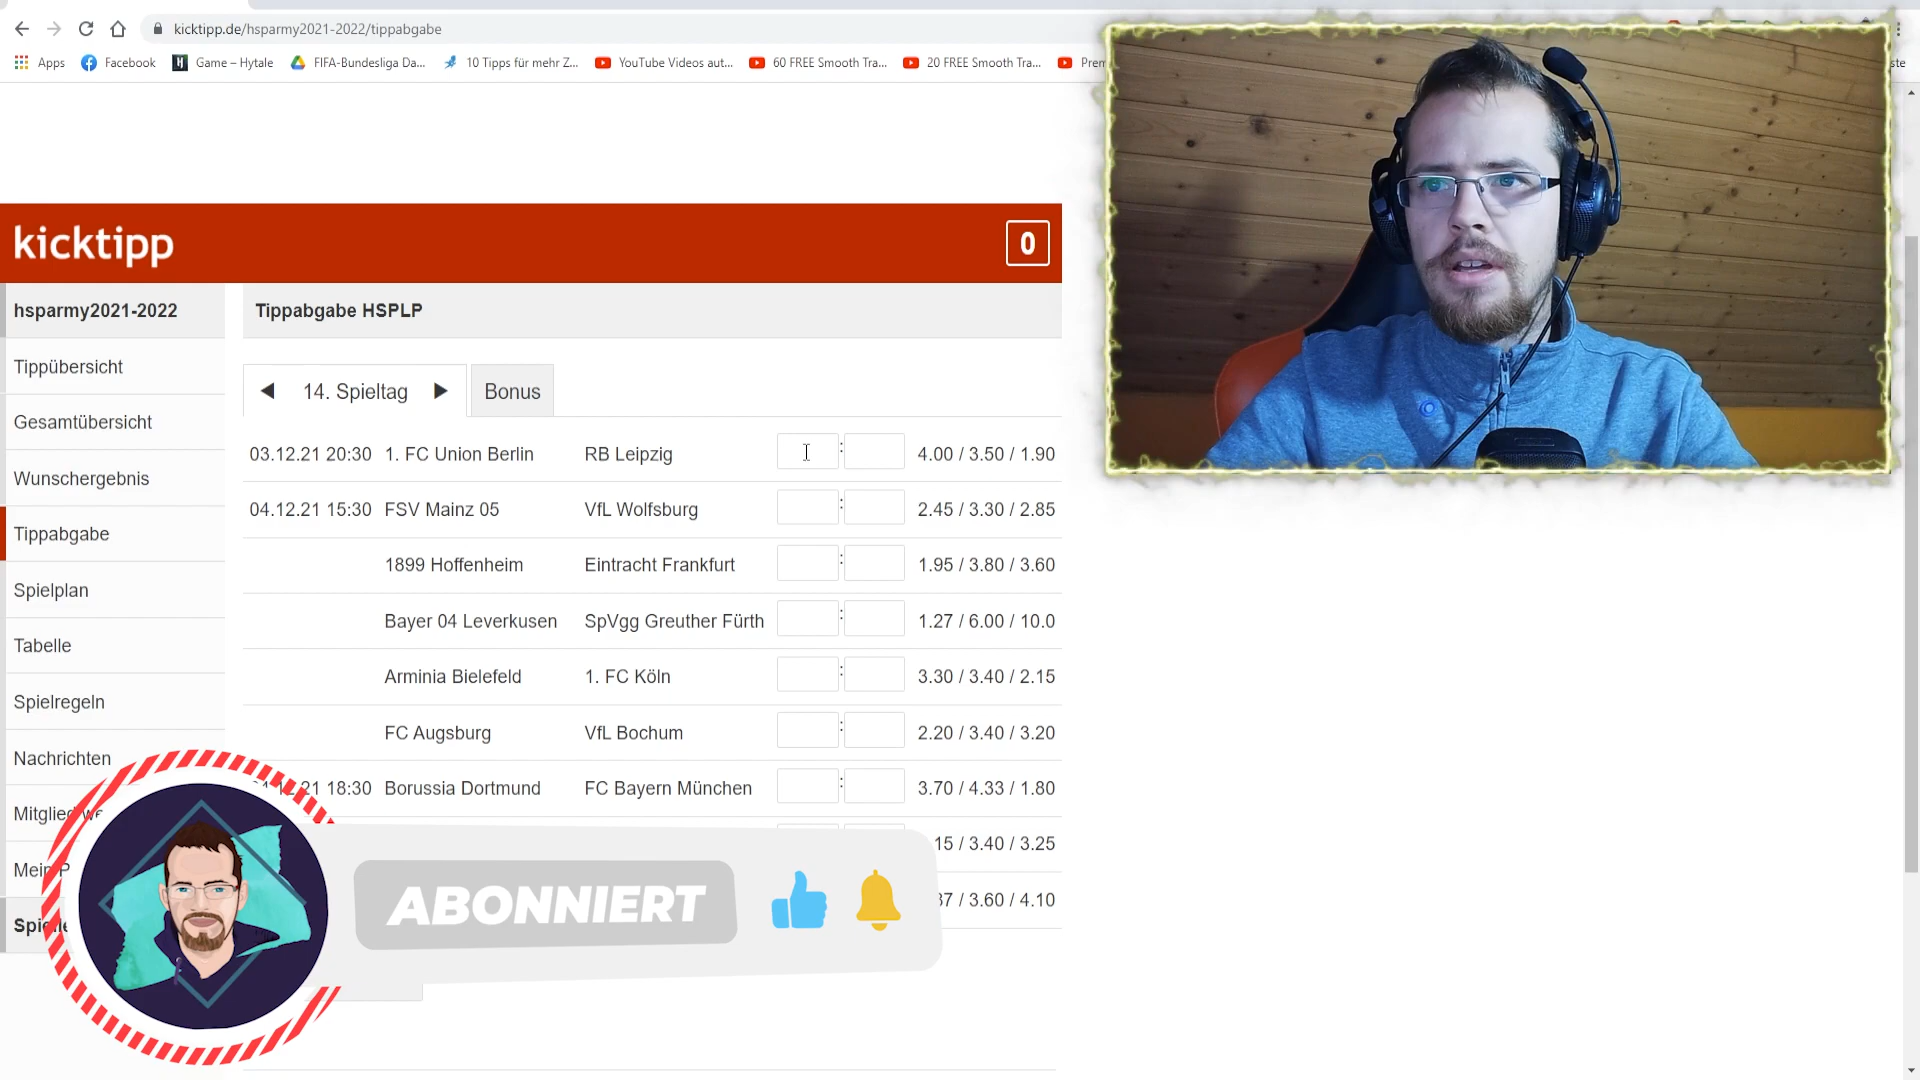 kicktipp.de/hsparmy2021-2022/tippabgabe
Apps Facebook Game – Hytale FIFA-Bundesliga Da... 10 Tipps für mehr Z... YouTube Videos aut... 60 FREE Smooth Tra... 20 FREE Smooth Tra...
kicktipp 0
hsparmy2021-2022
Tippübersicht
Gesamtübersicht
Wunschergebnis
Tippabgabe
Spielplan
Tabelle
Spielregeln
Nachrichten
Tippabgabe HSPLP
14. Spieltag Bonus
03.12.21 20:30 1. FC Union Berlin RB Leipzig : 4.00 / 3.50 / 1.90
04.12.21 15:30 FSV Mainz 05 VfL Wolfsburg : 2.45 / 3.30 / 2.85
1899 Hoffenheim Eintracht Frankfurt : 1.95 / 3.80 / 3.60
Bayer 04 Leverkusen SpVgg Greuther Fürth : 1.27 / 6.00 / 10.0
Arminia Bielefeld 1. FC Köln : 3.30 / 3.40 / 2.15
FC Augsburg VfL Bochum : 2.20 / 3.40 / 3.20
18:30 Borussia Dortmund FC Bayern München : 3.70 / 4.33 / 1.80
15 / 3.40 / 3.25
37 / 3.60 / 4.10
ABONNIERT